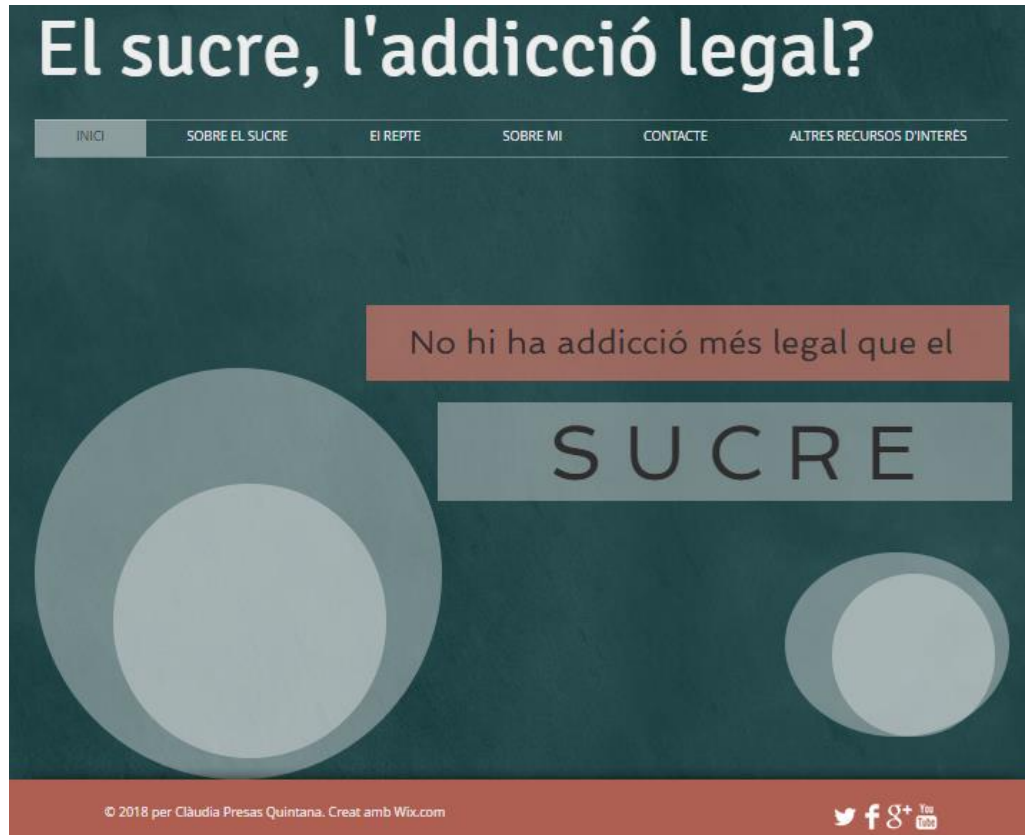 El sucre, l'addicció legal?
INICI SOBRE EL SUCRE El REPTE SOBRE MI CONTACTE ALTRES RECURSOS D'INTERÈS
No hi ha addicció més legal que el
SUCRE
© 2018 per Clàudia Presas Quintana. Creat amb Wix.com
You Tube